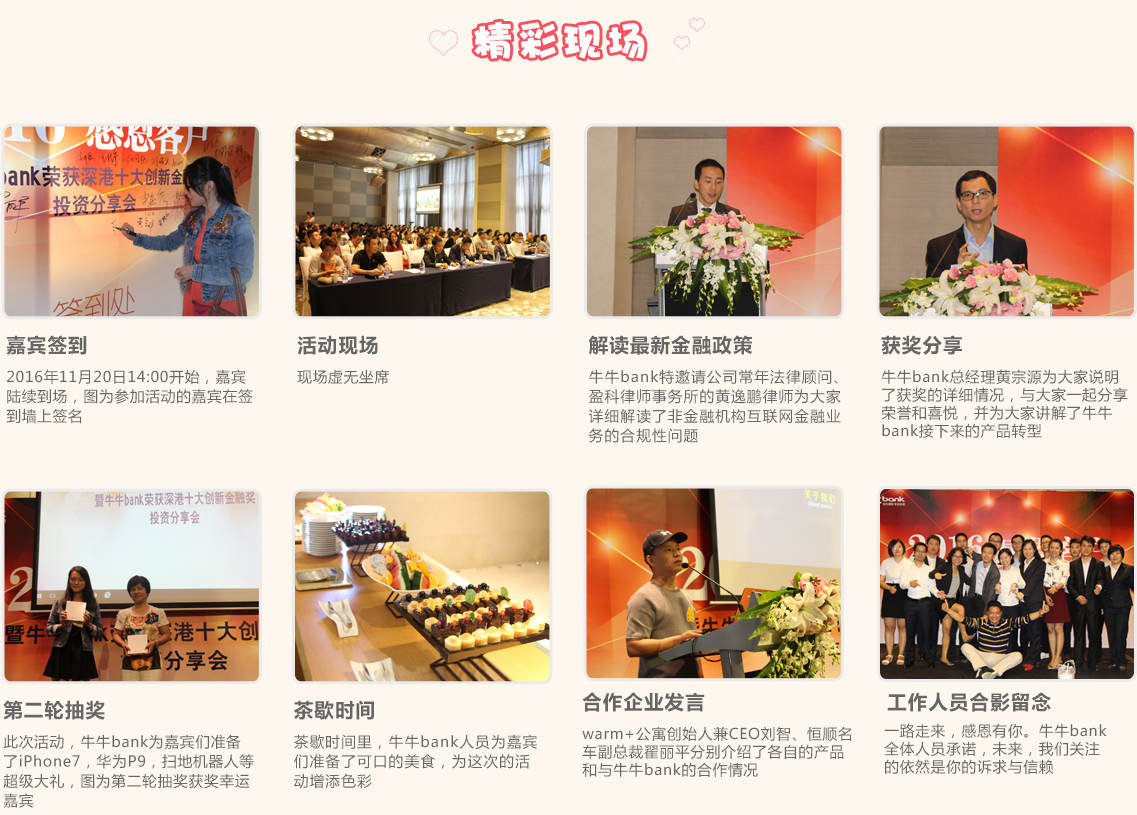 精彩现场
2016 感恩客户
bank荣获深港十大创新金
投资分享会
签到处
嘉宾签到
2016年11月20日14:00开始，嘉宾
陆续到场，图为参加活动的嘉宾在签
到墙上签名
活动现场
现场虚无坐席
解读最新金融政策
牛牛bank特邀请公司常年法律顾问、
盈科律师事务所的黄逸鹏律师为大家
详细解读了非金融机构互联网金融业
务的合规性问题
获奖分享
牛牛bank总经理黄宗源为大家说明
了获奖的详细情况，与大家一起分享
荣誉和喜悦，并为大家讲解了牛牛
bank接下来的产品转型
暨牛牛bank荣获深港十大创新金融奖
投资分享会
2
暨牛牛bank 深港十大创
分享会
第二轮抽奖
此次活动，牛牛bank为嘉宾们准备
了iPhone7，华为P9，扫地机器人等
超级大礼，图为第二轮抽奖获奖幸运
嘉宾
茶歇时间
茶歇时间里，牛牛bank人员为嘉宾
们准备了可口的美食，为这次的活
动增添色彩
关于我们
2
暨牛牛
合作企业发言
warm+公寓创始人兼CEO刘智、恒顺名
车副总裁翟丽平分别介绍了各自的产品
和与牛牛bank的合作情况
bank
2016
工作人员合影留念
一路走来，感恩有你。牛牛bank
全体人员承诺，未来，我们关注
的依然是你的诉求与信赖